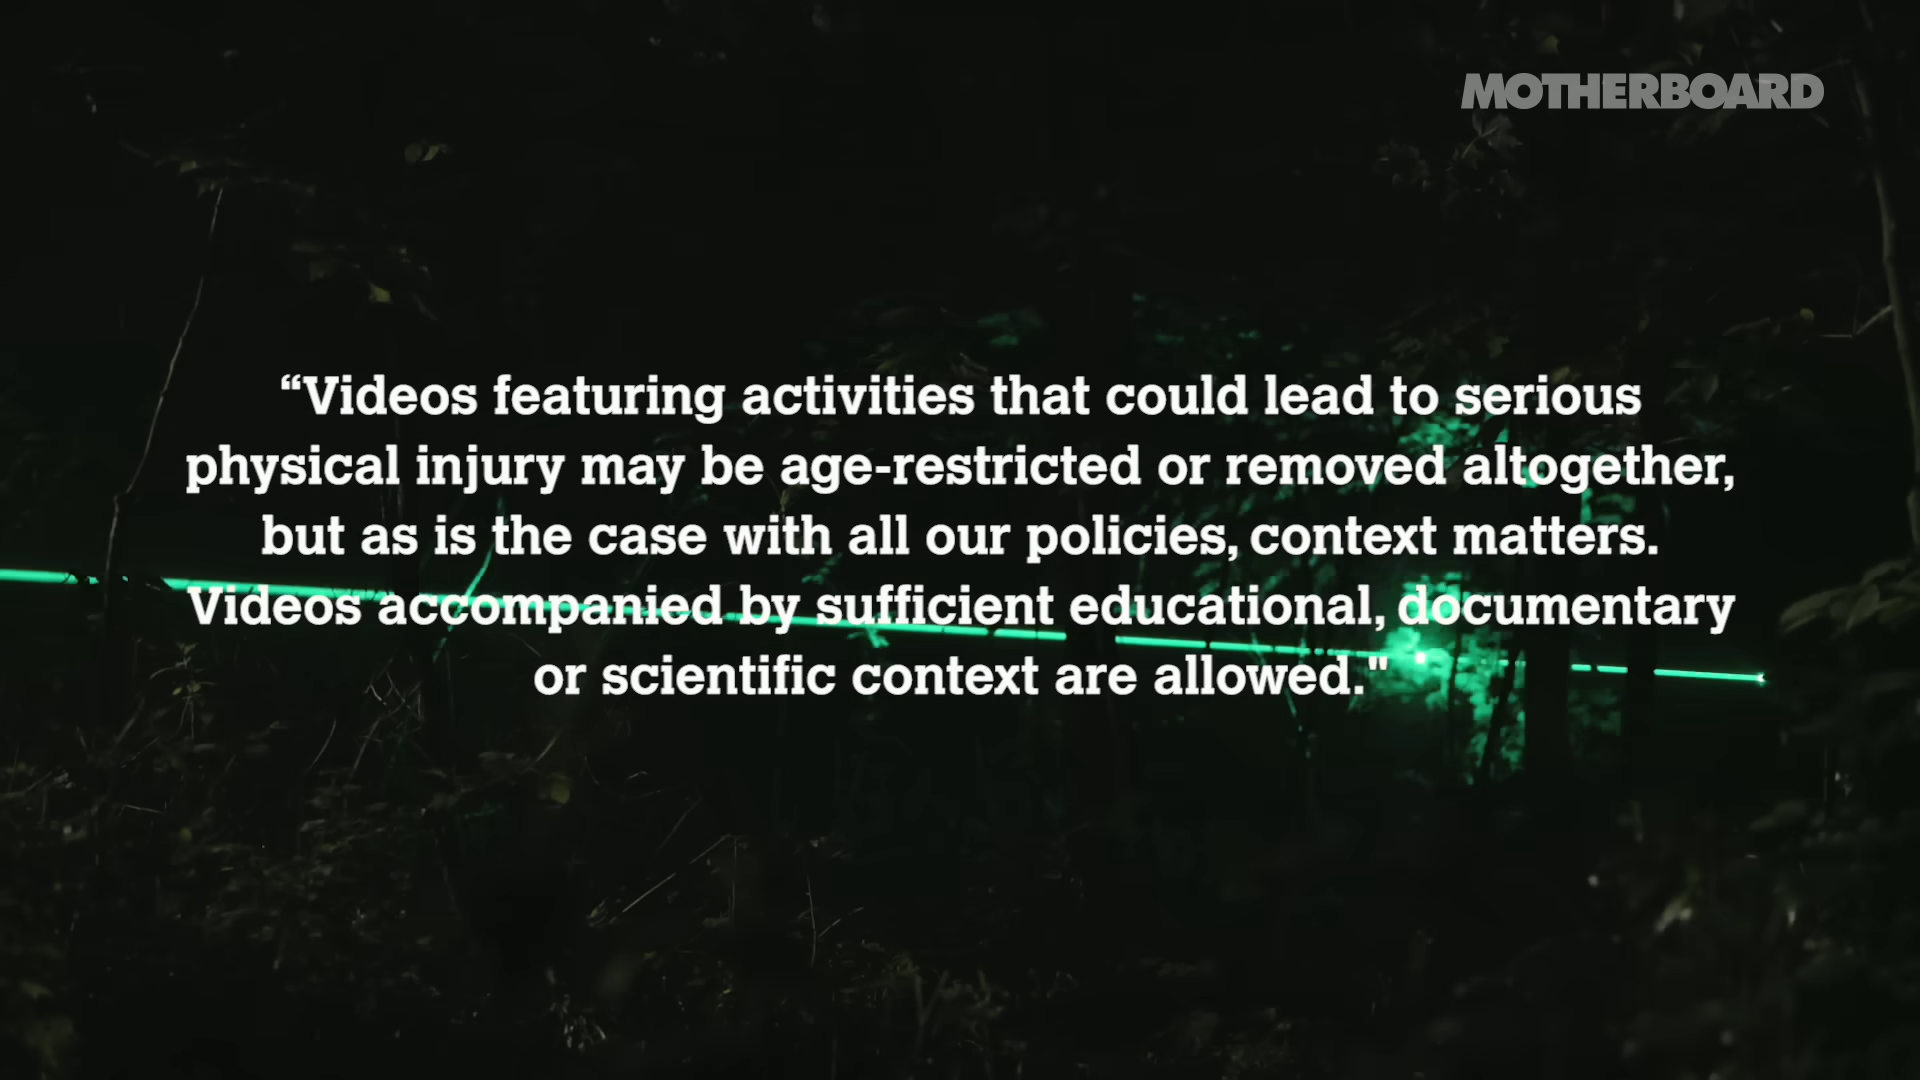 MOTHERBOARD
“Videos featuring activities that could lead to serious
physical injury may be age-restricted or removed altogether,
but as is the case with all our policies, context matters.
Videos accompanied by sufficient educational, documentary
or scientific context are allowed."